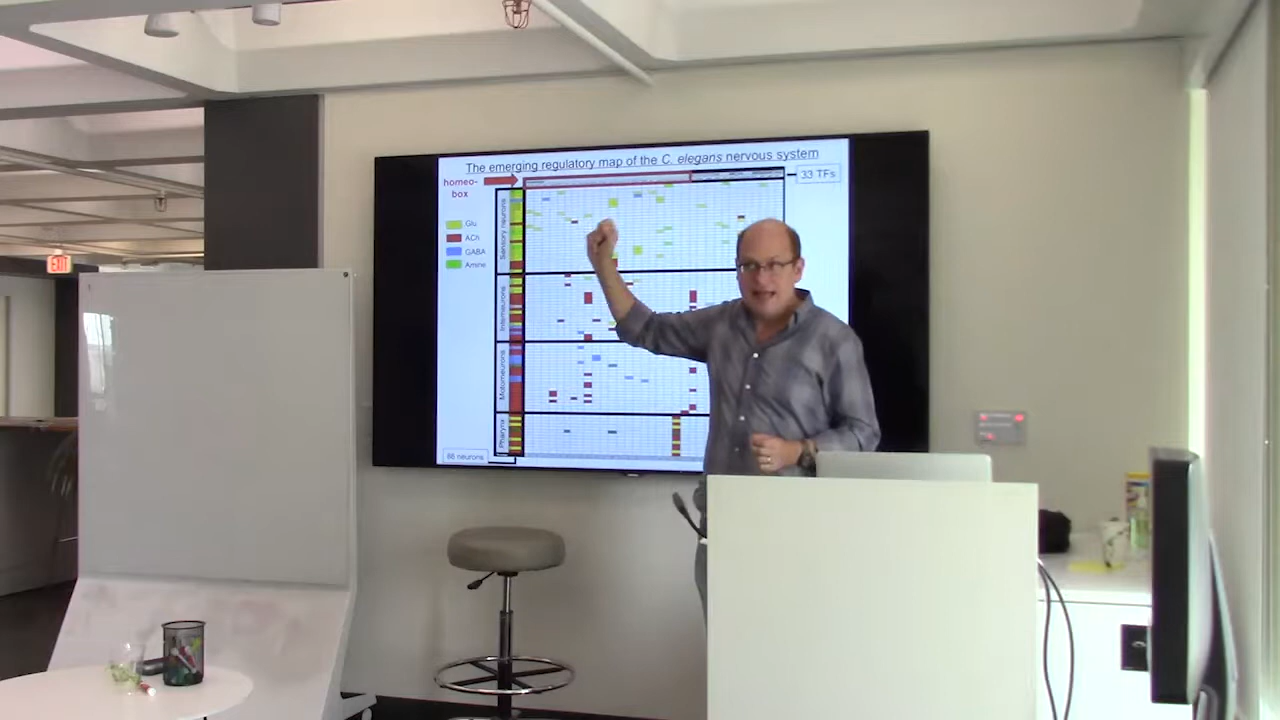 The emerging regulatory map of the C. elegans nervous system
homeo-
box
33 TFs
Glu
ACh
GABA
Amine
Sensory neurons
Interneurons
Motorneurons
Pharynx
EXIT